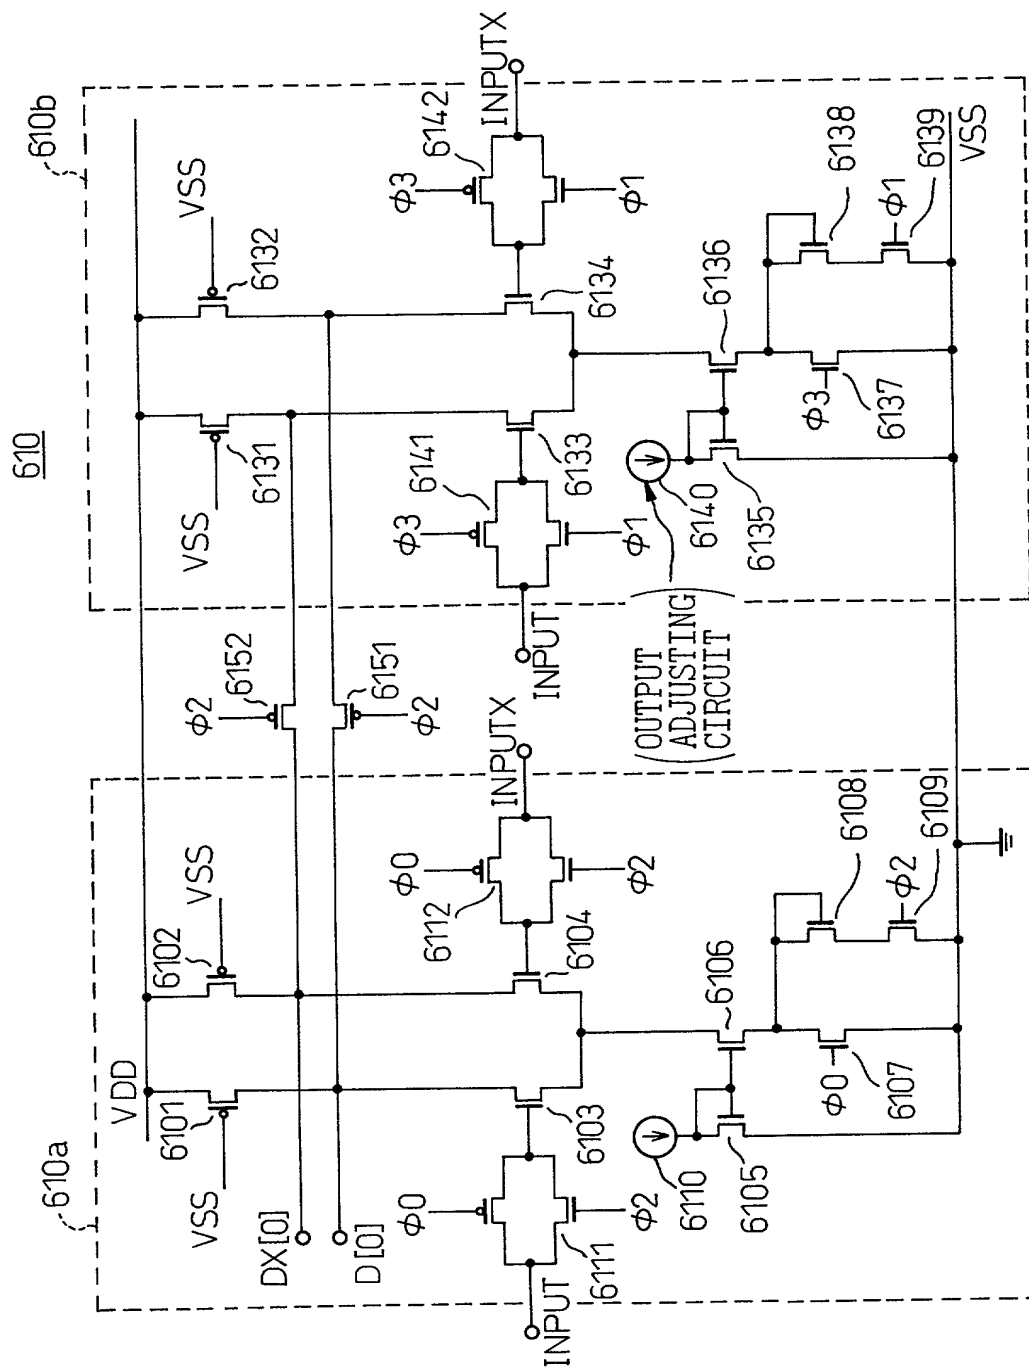 610
610a
610b
VDD
6101
VSS
6102
VSS
φ2
6152
6151
φ2
VSS
6131
6132
VSS
DX[0]
D[0]
φ0
6111
φ2
INPUT
6103
φ0
6112
φ2
INPUTX
6104
φ3
6141
φ1
INPUT
6133
φ3
6142
φ1
INPUTX
6134
6110
6105
6106
φ0
6107
6108
φ2
6109
(OUTPUT
ADJUSTING
CIRCUIT)
6140
6135
6136
φ3
6137
6138
φ1
6139
VSS